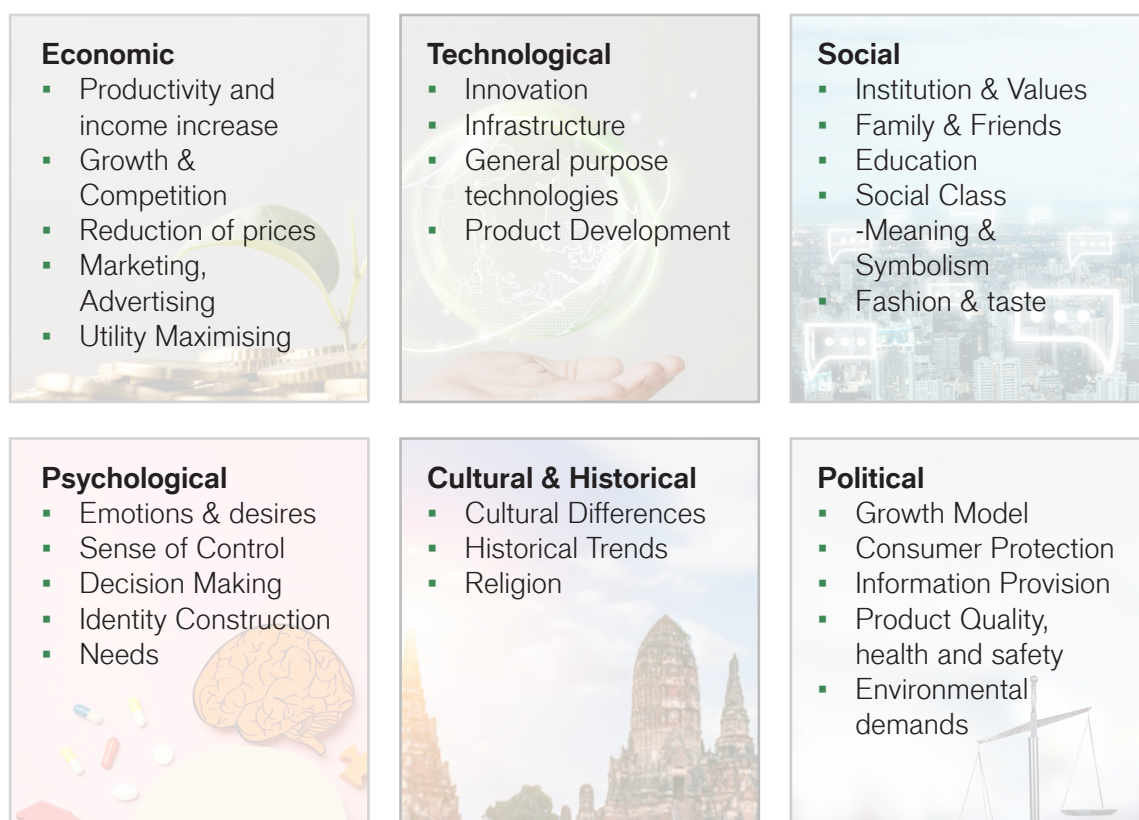 Economic
▪ Productivity and
income increase
▪ Growth &
Competition
▪ Reduction of prices
▪ Marketing,
Advertising
▪ Utility Maximising
Technological
▪ Innovation
▪ Infrastructure
▪ General purpose
technologies
▪ Product Development
Social
▪ Institution & Values
▪ Family & Friends
▪ Education
▪ Social Class
-Meaning &
Symbolism
▪ Fashion & taste
Psychological
▪ Emotions & desires
▪ Sense of Control
▪ Decision Making
▪ Identity Construction
▪ Needs
Cultural & Historical
▪ Cultural Differences
▪ Historical Trends
▪ Religion
Political
▪ Growth Model
▪ Consumer Protection
▪ Information Provision
▪ Product Quality,
health and safety
▪ Environmental
demands